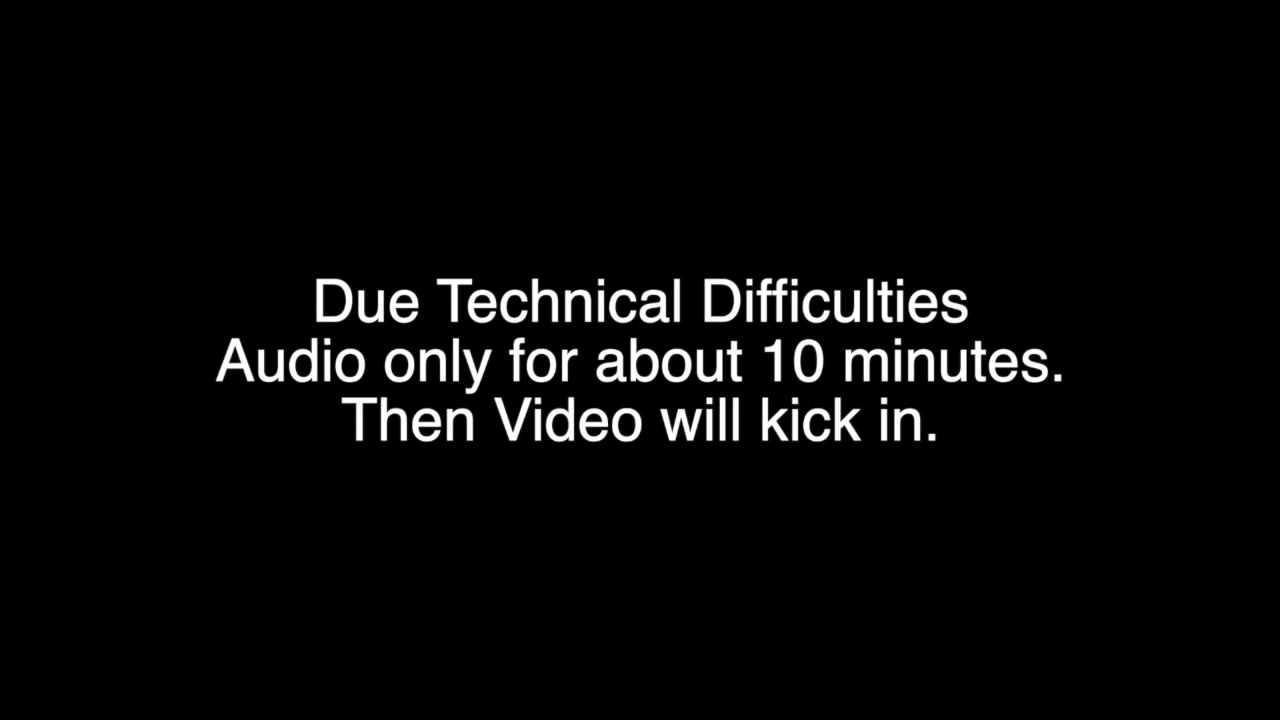 Due Technical Difficulties
Audio only for about 10 minutes.
Then Video will kick in.